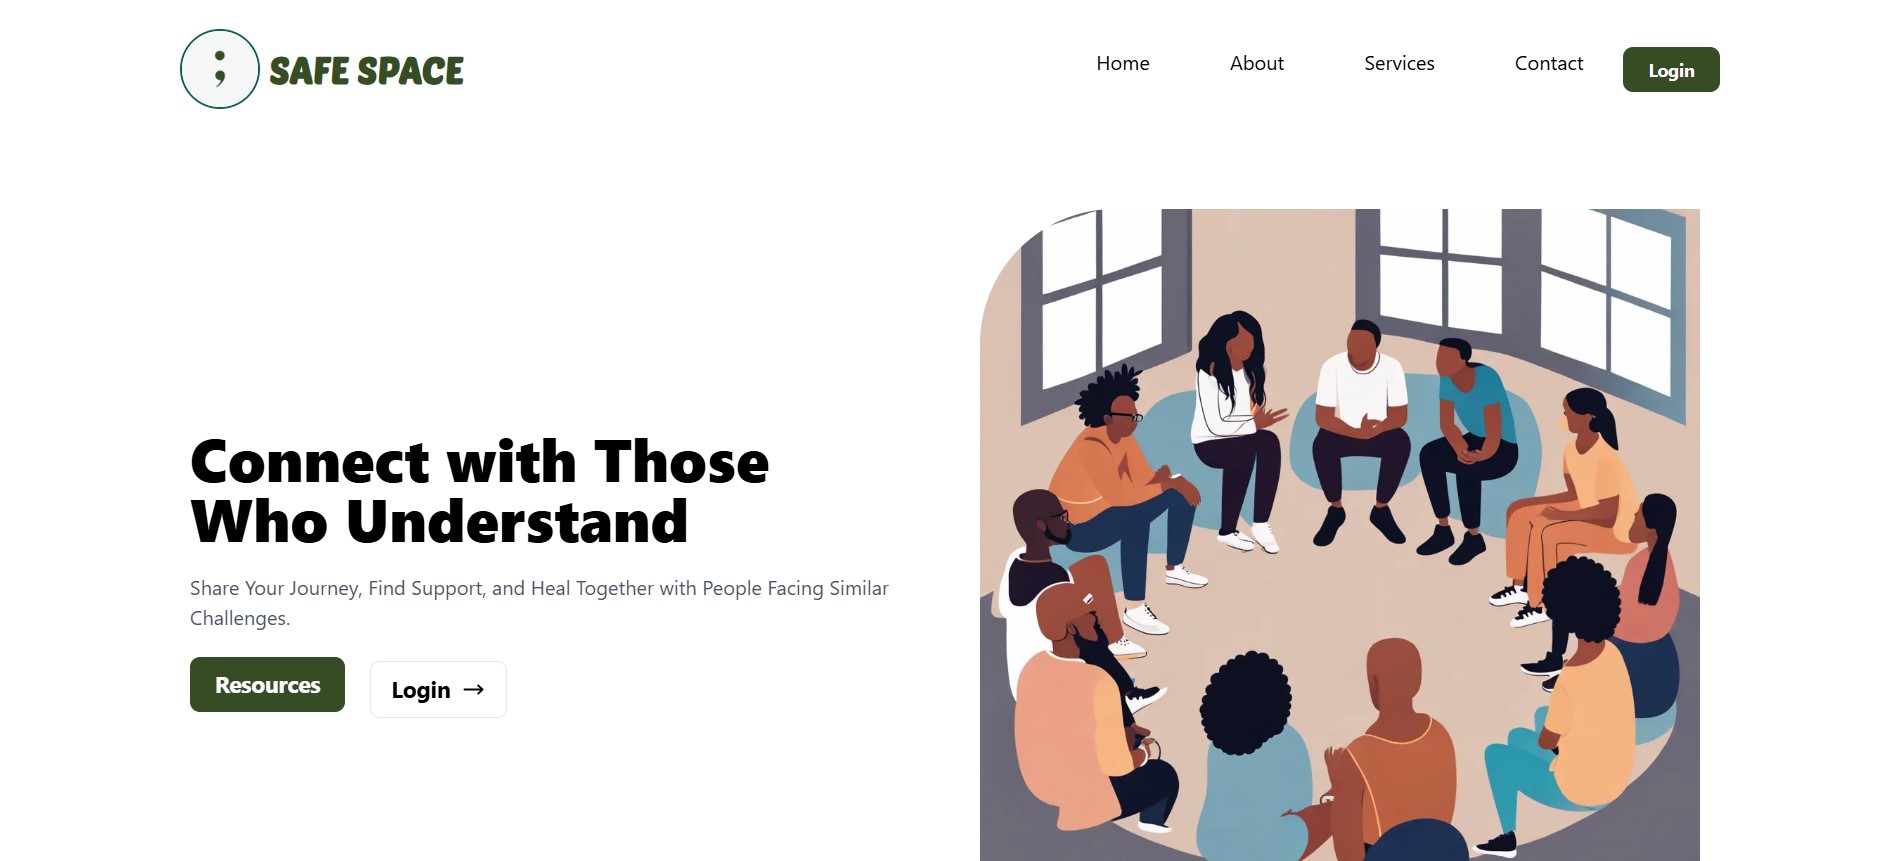 ;
SAFE SPACE
Home
About
Services
Contact
Login
Connect with Those
Who Understand
Share Your Journey, Find Support, and Heal Together with People Facing Similar
Challenges.
Resources
Login →